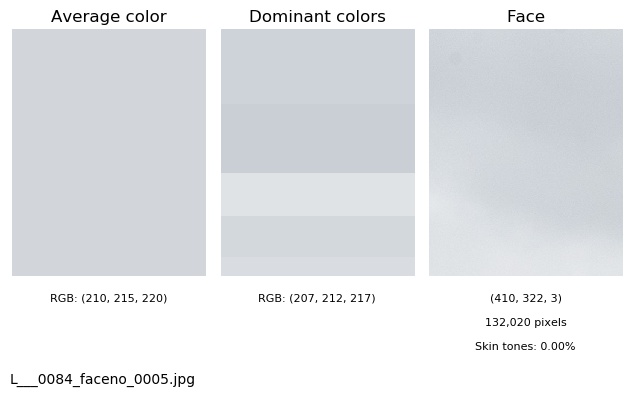 Average color
Dominant colors
Face
RGB: (210, 215, 220)
RGB: (207, 212, 217)
(410, 322, 3)
132,020 pixels
Skin tones: 0.00%
L___0084_faceno_0005.jpg